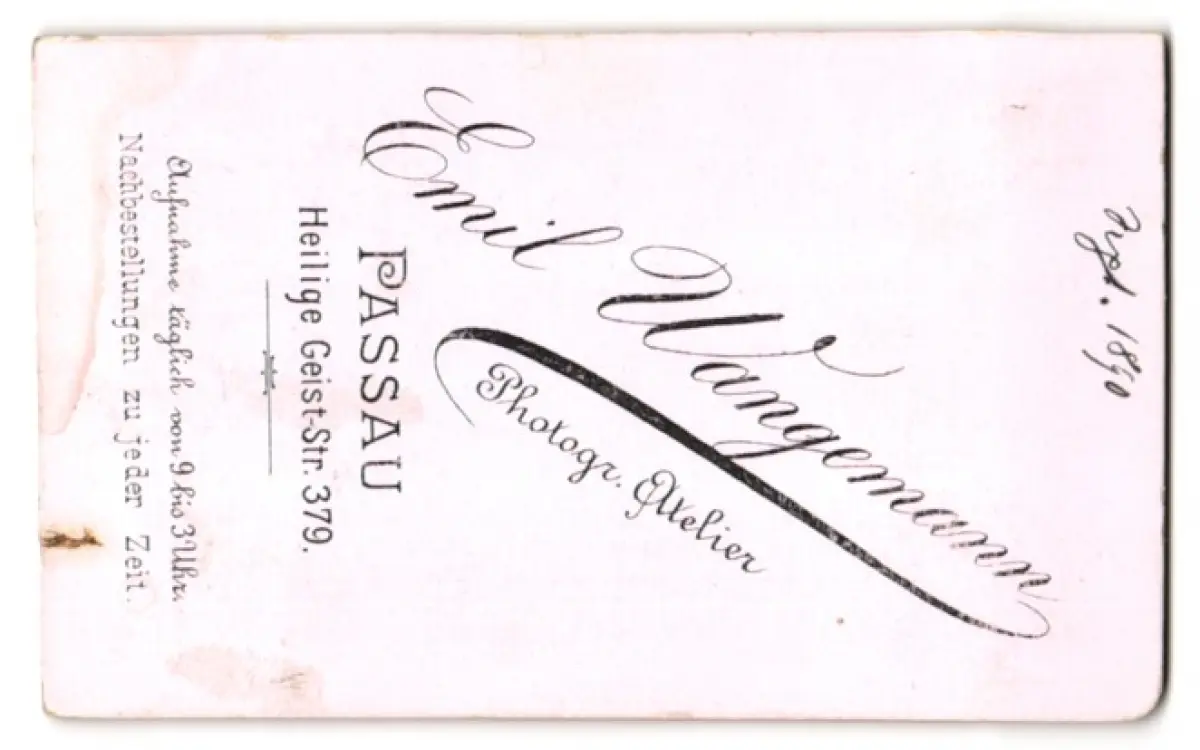 1890
Emil Wangemann
Photogr. Atelier
PASSAU
Heilige Geist-Str. 379.
Aufnahme täglich von 9 bis 3 Uhr.
Nachbestellungen zu jeder Zeit.